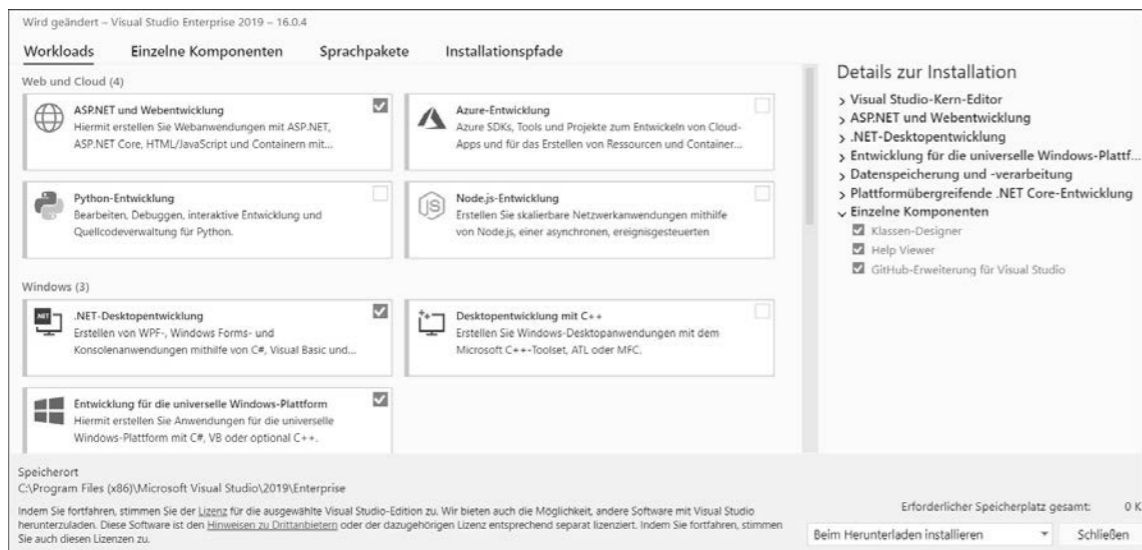 Wird geändert – Visual Studio Enterprise 2019 – 16.0.4
Workloads Einzelne Komponenten Sprachpakete Installationspfade
Web und Cloud (4)
ASP.NET und Webentwicklung
Hiermit erstellen Sie Webanwendungen mit ASP.NET,
ASP.NET Core, HTML/JavaScript und Containern mit...
Azure-Entwicklung
Azure SDKs, Tools und Projekte zum Entwickeln von Cloud-
Apps und für das Erstellen von Ressourcen und Container...
Python-Entwicklung
Bearbeiten, Debuggen, interaktive Entwicklung und
Quellcodeverwaltung für Python.
JS
Node.js-Entwicklung
Erstellen Sie skalierbare Netzwerkanwendungen mithilfe
von Node.js, einer asynchronen, ereignisgesteuerten
Windows (3)
.NET
.NET-Desktopentwicklung
Erstellen von WPF-, Windows Forms- und
Konsolenanwendungen mithilfe von C#, Visual Basic und...
Desktopentwicklung mit C++
Erstellen Sie Windows-Desktopanwendungen mit dem
Microsoft C++-Toolset, ATL oder MFC.
Entwicklung für die universelle Windows-Plattform
Hiermit erstellen Sie Anwendungen für die universelle
Windows-Plattform mit C#, VB oder optional C++.
Details zur Installation
Visual Studio-Kern-Editor
ASP.NET und Webentwicklung
.NET-Desktopentwicklung
Entwicklung für die universelle Windows-Plattf...
Datenspeicherung und -verarbeitung
Plattformübergreifende .NET Core-Entwicklung
Einzelne Komponenten
Klassen-Designer
Help Viewer
GitHub-Erweiterung für Visual Studio
Speicherort
C:\Program Files (x86)\Microsoft Visual Studio\2019\Enterprise
Indem Sie fortfahren, stimmen Sie der Lizenz für die ausgewählte Visual Studio-Edition zu. Wir bieten auch die Möglichkeit, andere Software mit Visual Studio
herunterzuladen. Diese Software ist den Hinweisen zu Drittanbietern oder der dazugehörigen Lizenz entsprechend separat lizenziert. Indem Sie fortfahren, stimmen
Sie auch diesen Lizenzen zu.
Erforderlicher Speicherplatz gesamt: 0 K
Beim Herunterladen installieren
Schließen